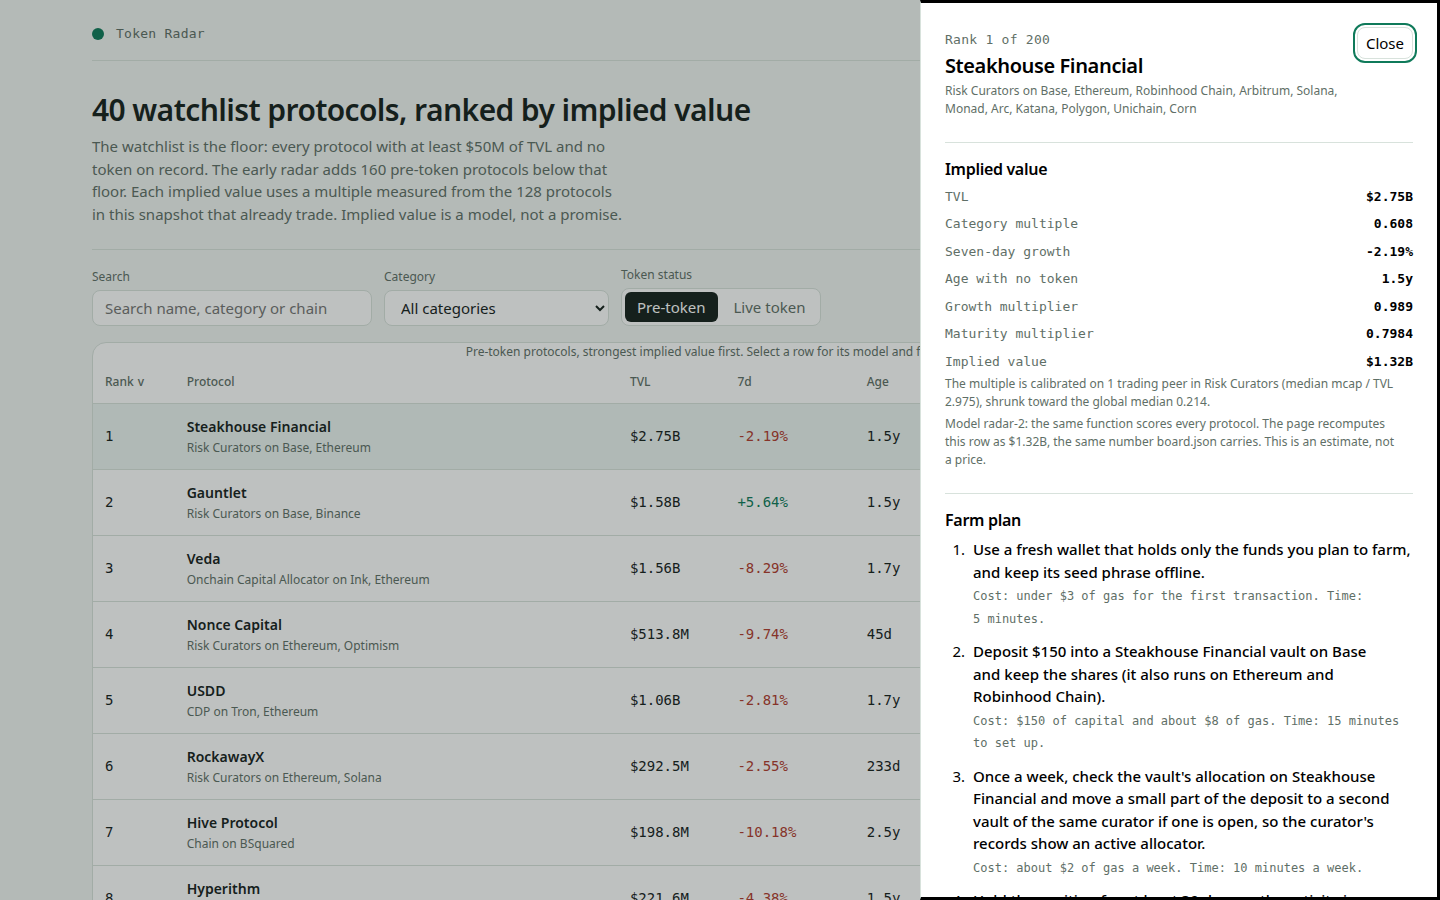 Token Radar
40 watchlist protocols, ranked by implied value
The watchlist is the floor: every protocol with at least $50M of TVL and no
token on record. The early radar adds 160 pre-token protocols below that
floor. Each implied value uses a multiple measured from the 128 protocols
in this snapshot that already trade. Implied value is a model, not a promise.
Search
Category
Token status
Search name, category or chain
All categories
Pre-token
Live token
Pre-token protocols, strongest implied value first. Select a row for its model and f
Rank v Protocol TVL 7d Age
1 Steakhouse Financial $2.75B -2.19% 1.5y
Risk Curators on Base, Ethereum
2 Gauntlet $1.58B +5.64% 1.5y
Risk Curators on Base, Binance
3 Veda $1.56B -8.29% 1.7y
Onchain Capital Allocator on Ink, Ethereum
4 Nonce Capital $513.8M -9.74% 45d
Risk Curators on Ethereum, Optimism
5 USDD $1.06B -2.81% 1.7y
CDP on Tron, Ethereum
6 RockawayX $292.5M -2.55% 233d
Risk Curators on Ethereum, Solana
7 Hive Protocol $198.8M -10.18% 2.5y
Chain on BSquared
8 Hyperithm $221.6M -4.38% 1.5y
Rank 1 of 200
Close
Steakhouse Financial
Risk Curators on Base, Ethereum, Robinhood Chain, Arbitrum, Solana,
Monad, Arc, Katana, Polygon, Unichain, Corn
Implied value
TVL $2.75B
Category multiple 0.608
Seven-day growth -2.19%
Age with no token 1.5y
Growth multiplier 0.989
Maturity multiplier 0.7984
Implied value $1.32B
The multiple is calibrated on 1 trading peer in Risk Curators (median mcap / TVL
2.975), shrunk toward the global median 0.214.
Model radar-2: the same function scores every protocol. The page recomputes
this row as $1.32B, the same number board.json carries. This is an estimate, not
a price.
Farm plan
1. Use a fresh wallet that holds only the funds you plan to farm,
and keep its seed phrase offline.
Cost: under $3 of gas for the first transaction. Time:
5 minutes.
2. Deposit $150 into a Steakhouse Financial vault on Base
and keep the shares (it also runs on Ethereum and
Robinhood Chain).
Cost: $150 of capital and about $8 of gas. Time: 15 minutes
to set up.
3. Once a week, check the vault's allocation on Steakhouse
Financial and move a small part of the deposit to a second
vault of the same curator if one is open, so the curator's
records show an active allocator.
Cost: about $2 of gas a week. Time: 10 minutes a week.